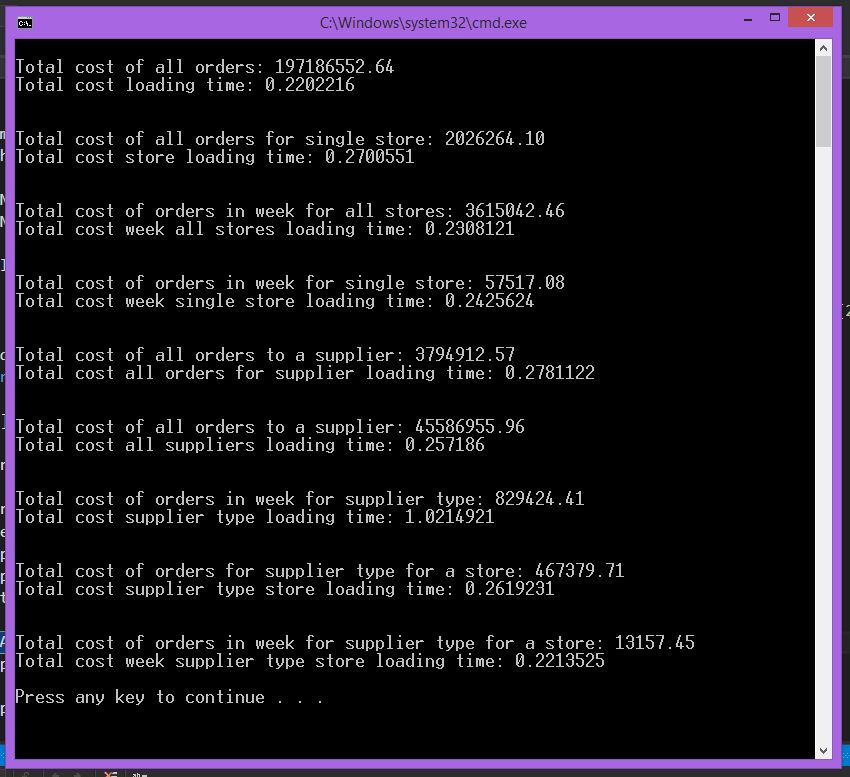 C:\Windows\system32\cmd.exe
Total cost of all orders: 197186552.64
Total cost loading time: 0.2202216
Total cost of all orders for single store: 2026264.10
Total cost store loading time: 0.2700551
Total cost of orders in week for all stores: 3615042.46
Total cost week all stores loading time: 0.2308121
Total cost of orders in week for single store: 57517.08
Total cost week single store loading time: 0.2425624
Total cost of all orders to a supplier: 3794912.57
Total cost all orders for supplier loading time: 0.2781122
Total cost of all orders to a supplier: 45586955.96
Total cost all suppliers loading time: 0.257186
Total cost of orders in week for supplier type: 829424.41
Total cost supplier type loading time: 1.0214921
Total cost of orders for supplier type for a store: 467379.71
Total cost supplier type store loading time: 0.2619231
Total cost of orders in week for supplier type for a store: 13157.45
Total cost week supplier type store loading time: 0.2213525
Press any key to continue . . .